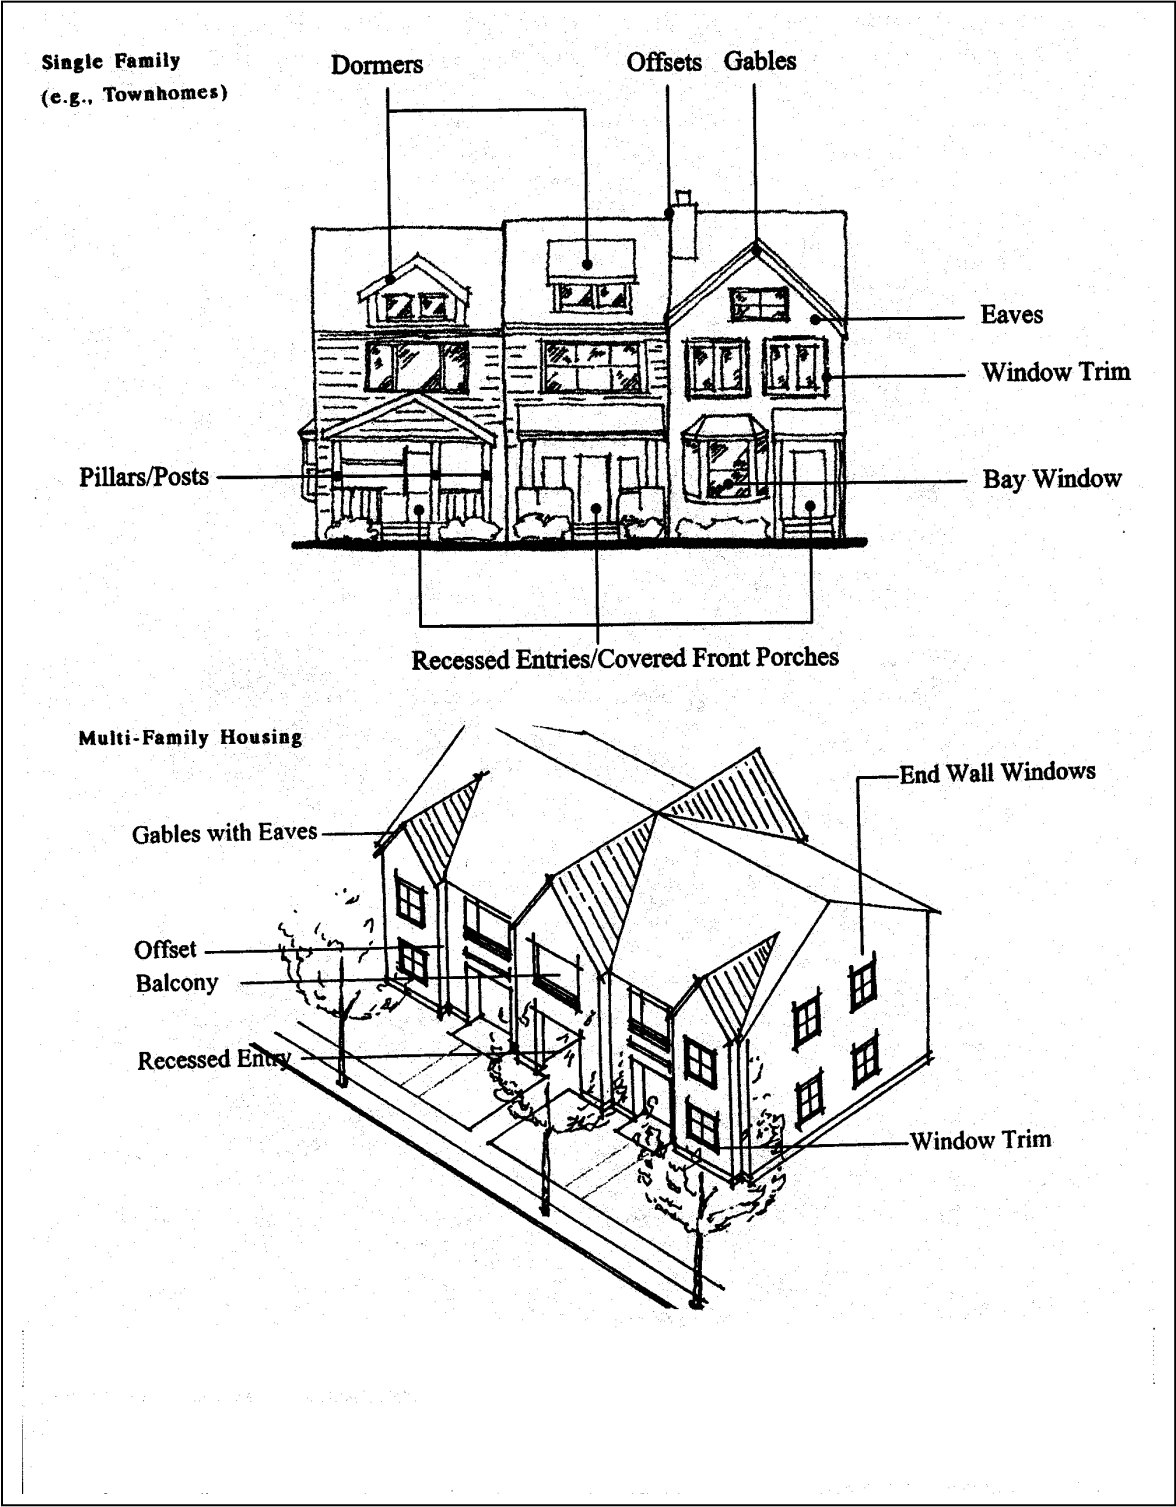 Single Family
(e.g., Townhomes)
Dormers
Offsets Gables
Eaves
Window Trim
Pillars/Posts
Bay Window
Recessed Entries/Covered Front Porches
Multi-Family Housing
End Wall Windows
Gables with Eaves
Offset
Balcony
Recessed Entry
Window Trim